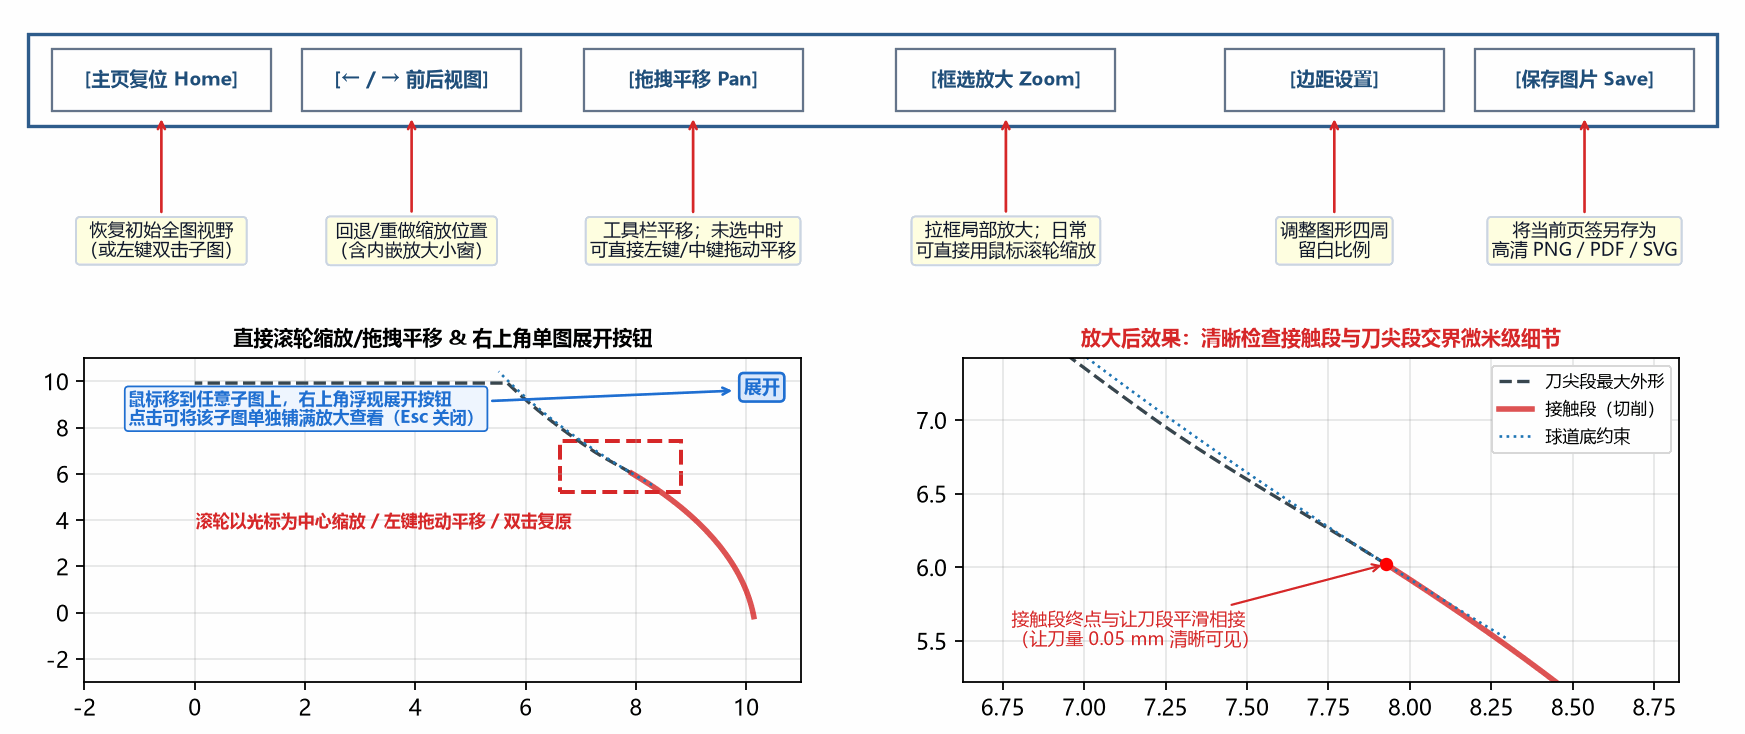 [主页复位 Home]
[← / → 前后视图]
[拖拽平移 Pan]
[框选放大 Zoom]
[边距设置]
[保存图片 Save]
恢复初始全图视野
（或左键双击子图）
回退/重做缩放位置
（含内嵌放大小窗）
工具栏平移；未选中时
可直接左键/中键拖动平移
拉框局部放大；日常
可直接用鼠标滚轮缩放
调整图形四周
留白比例
将当前页签另存为
高清 PNG / PDF / SVG
直接滚轮缩放/拖拽平移 & 右上角单图展开按钮
鼠标移到任意子图上，右上角浮现展开按钮
点击可将该子图单独铺满放大查看（Esc 关闭）
展开
滚轮以光标为中心缩放 / 左键拖动平移 / 双击复原
10
8
6
4
2
0
-2
-2
0
2
4
6
8
10
放大后效果：清晰检查接触段与刀尖段交界微米级细节
刀尖段最大外形
接触段（切削）
球道底约束
接触段终点与让刀段平滑相接
（让刀量 0.05 mm 清晰可见）
7.0
6.5
6.0
5.5
6.75
7.00
7.25
7.50
7.75
8.00
8.25
8.50
8.75